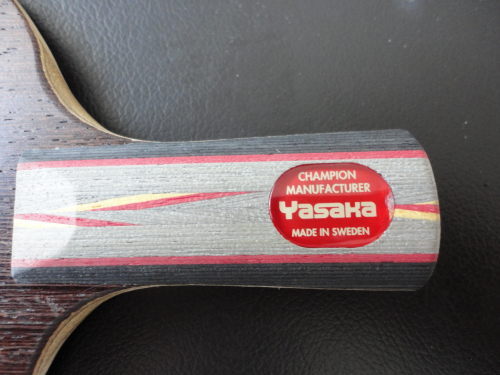 CHAMPION
MANUFACTURER
Yasaka
MADE IN SWEDEN